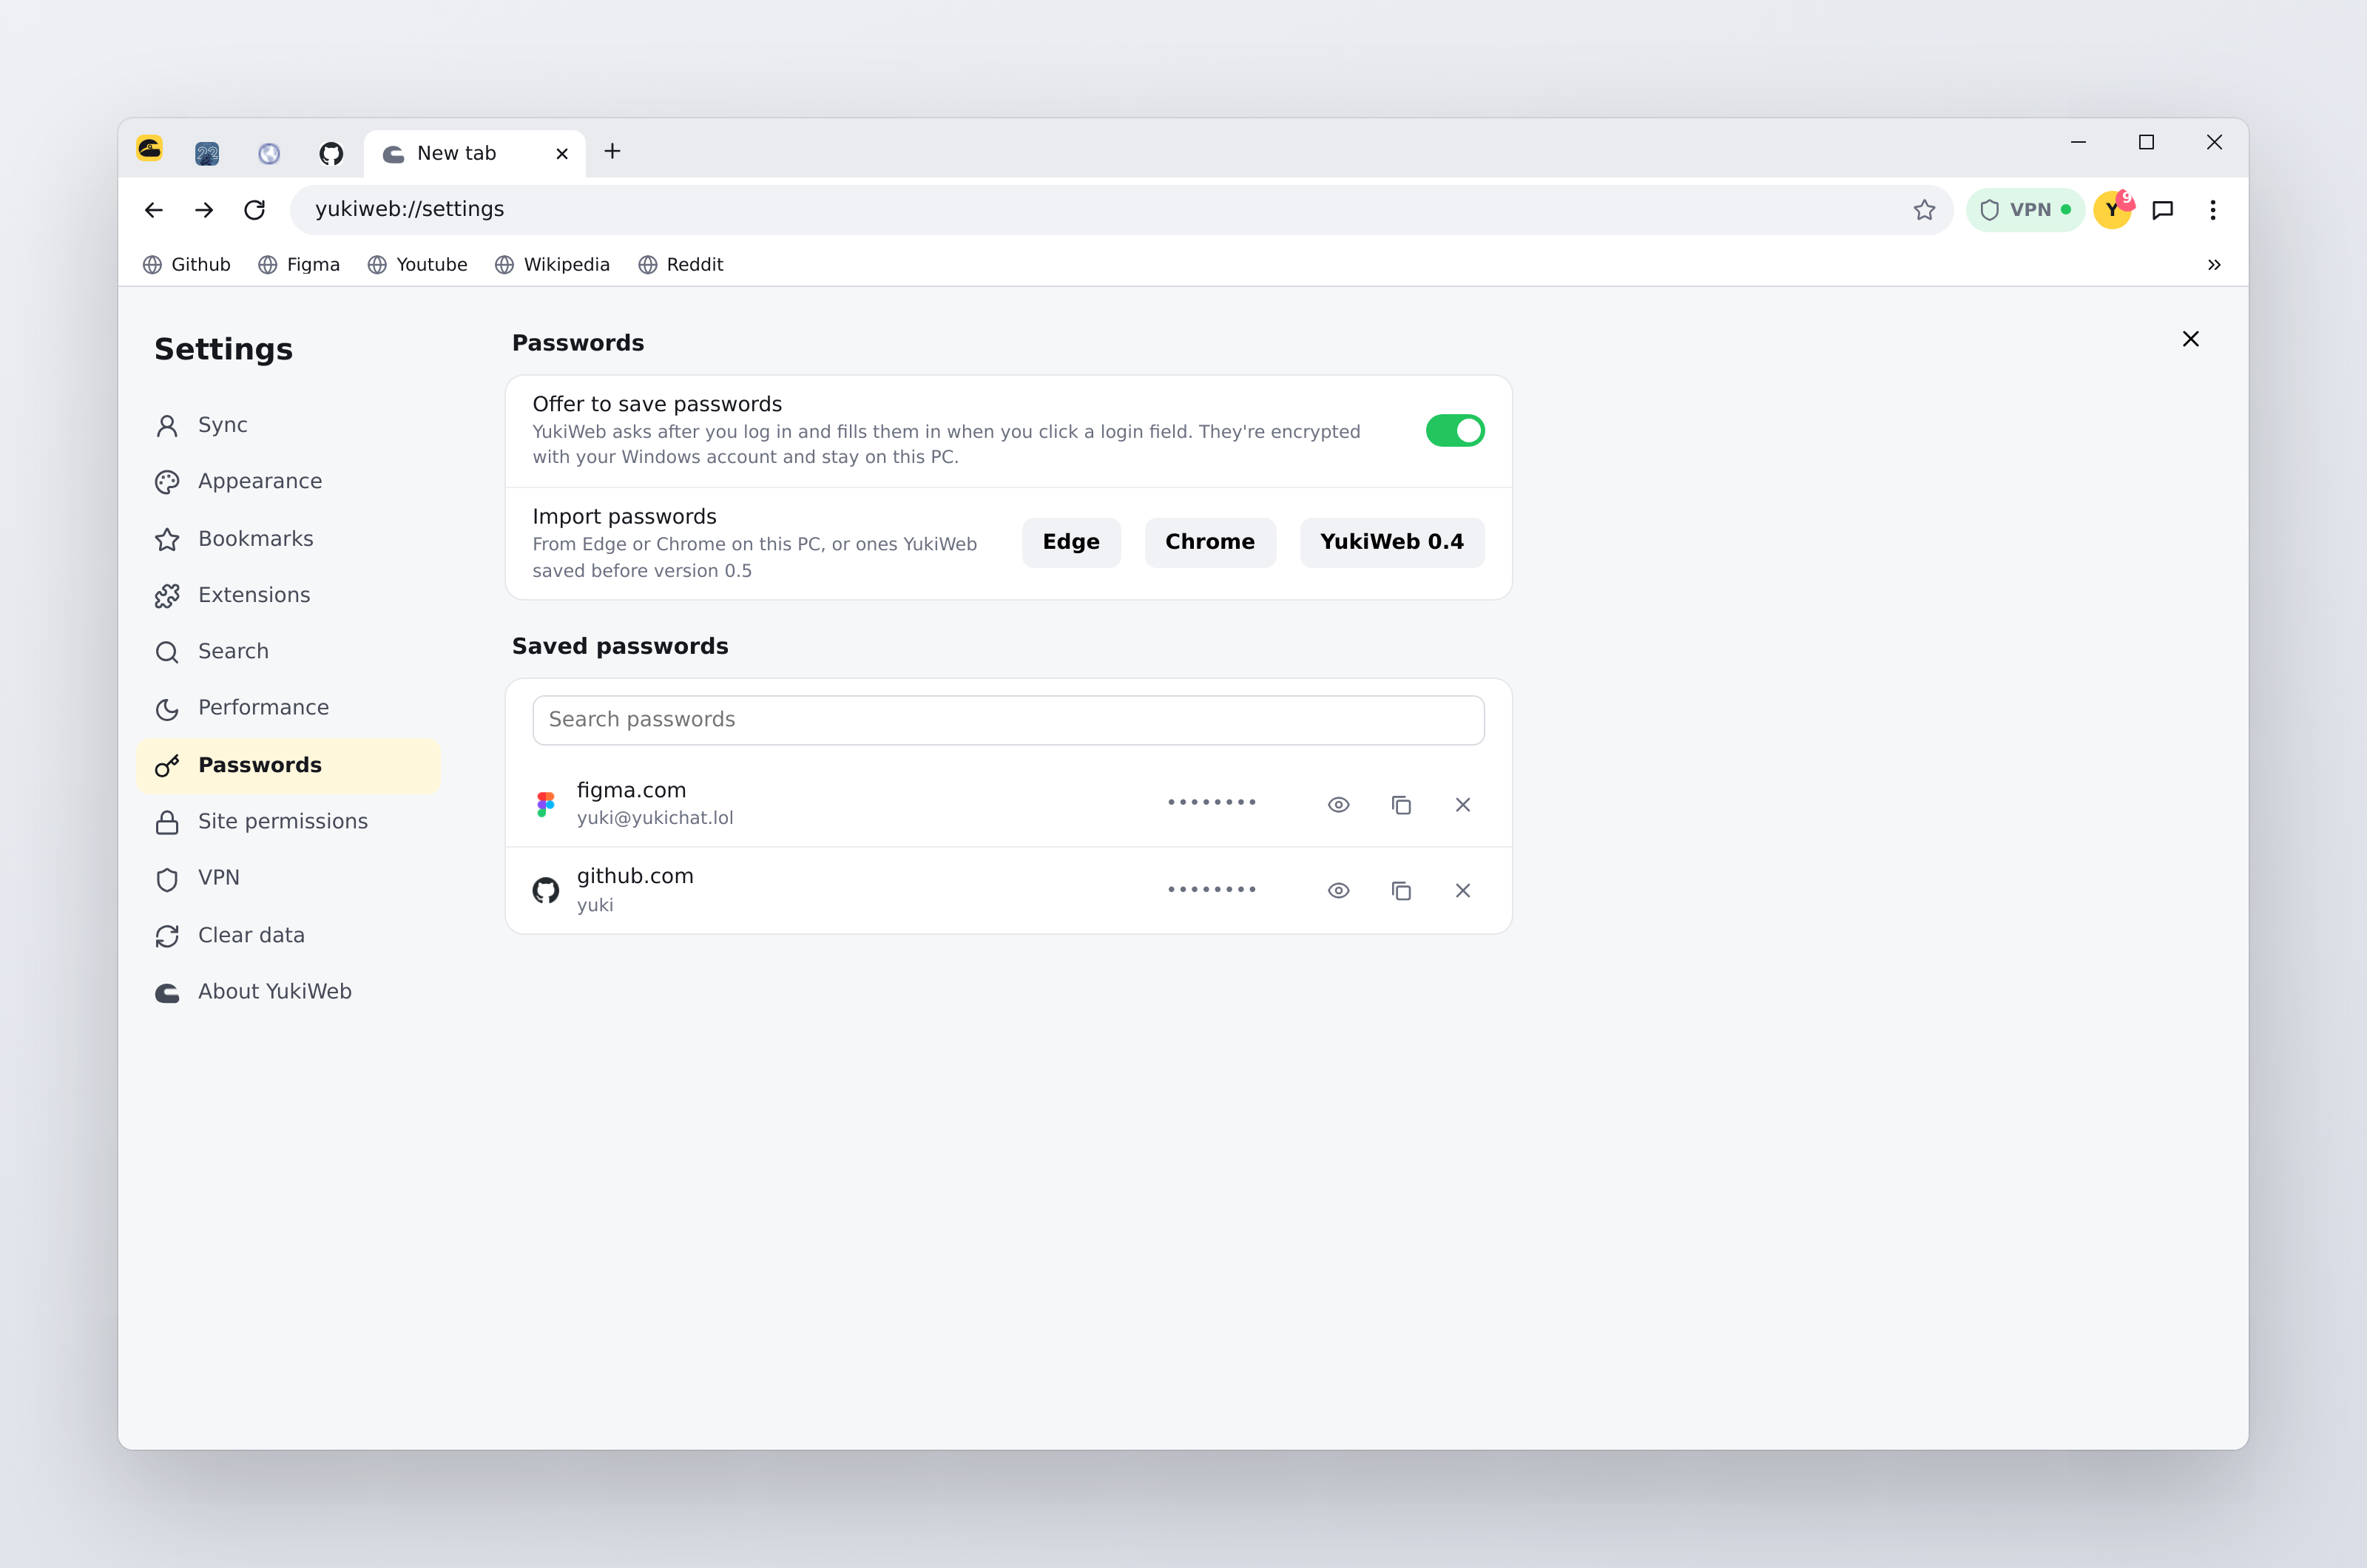 22
New tab
yukiweb://settings
VPN
Y
9
Github
Figma
Youtube
Wikipedia
Reddit
Settings
Sync
Appearance
Bookmarks
Extensions
Search
Performance
Passwords
Site permissions
VPN
Clear data
About YukiWeb
Passwords
Offer to save passwords
YukiWeb asks after you log in and fills them in when you click a login field. They're encrypted
with your Windows account and stay on this PC.
Import passwords
From Edge or Chrome on this PC, or ones YukiWeb
saved before version 0.5
Edge
Chrome
YukiWeb 0.4
Saved passwords
Search passwords
figma.com
yuki@yukichat.lol
••••••••
github.com
yuki
••••••••